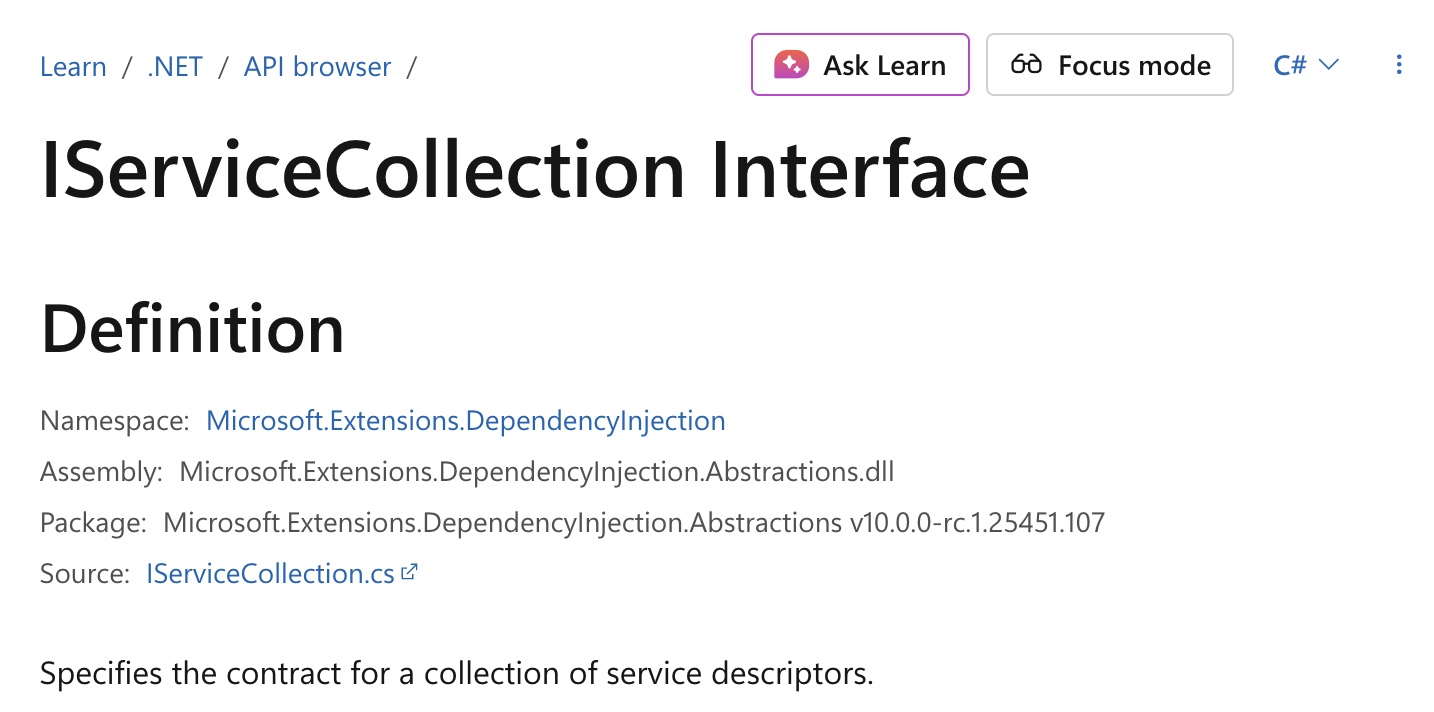 Learn / .NET / API browser /
Ask Learn
Focus mode
C#
IServiceCollection Interface
Definition
Namespace: Microsoft.Extensions.DependencyInjection
Assembly: Microsoft.Extensions.DependencyInjection.Abstractions.dll
Package: Microsoft.Extensions.DependencyInjection.Abstractions v10.0.0-rc.1.25451.107
Source: IServiceCollection.cs
Specifies the contract for a collection of service descriptors.